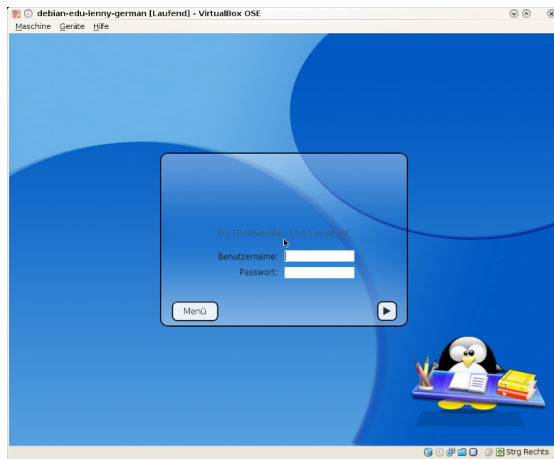 debian-edu-lenny-german [Laufend] - VirtualBox OSE
Maschine Geräte Hilfe
Benutzername:
Passwort:
Menü
Strg Rechts